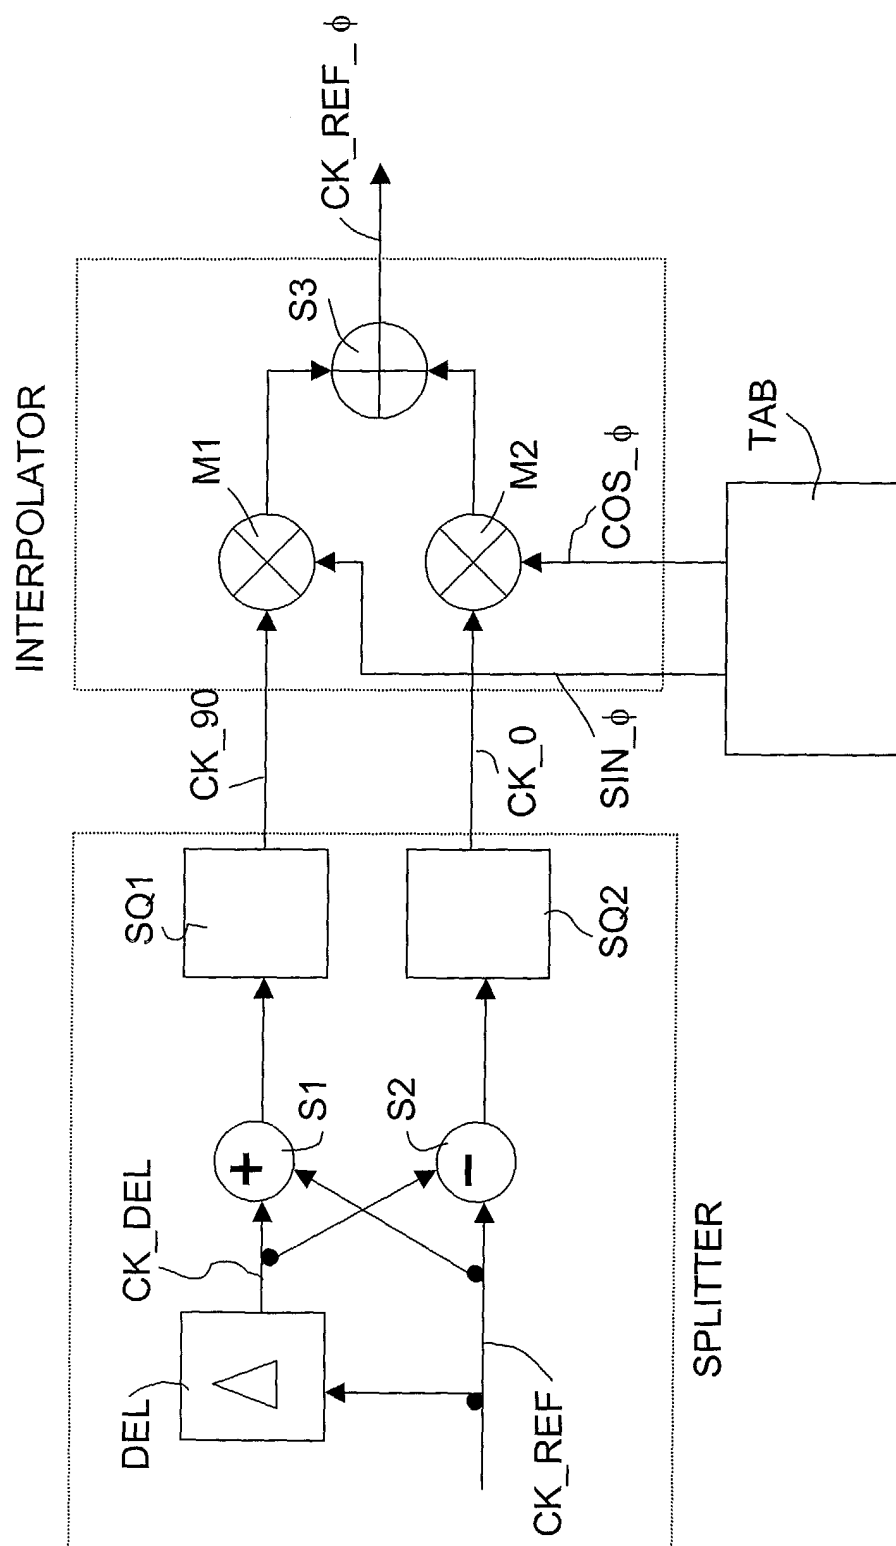 DEL
CK_DEL
S1
SQ1
CK_90
INTERPOLATOR
M1
S3
CK_REF_ϕ
CK_REF
SPLITTER
S2
SQ2
CK_0
SIN_ϕ
M2
COS_ϕ
TAB
+
−